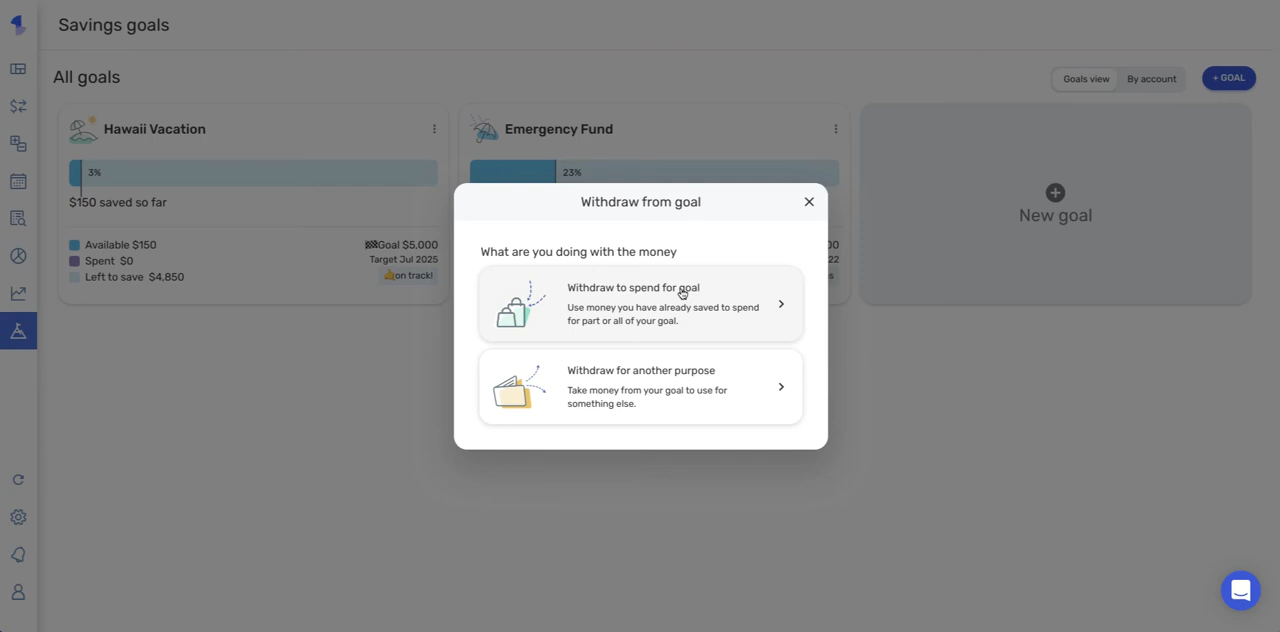 Savings goals
All goals
Goals view
By account
+ GOAL
Hawaii Vacation
3%
$150 saved so far
Available $150
Spent $0
Left to save $4,850
Goal $5,000
Target Jul 2025
on track!
Emergency Fund
23%
New goal
Withdraw from goal
What are you doing with the money
Withdraw to spend for goal
Use money you have already saved to spend
for part or all of your goal.
Withdraw for another purpose
Take money from your goal to use for
something else.